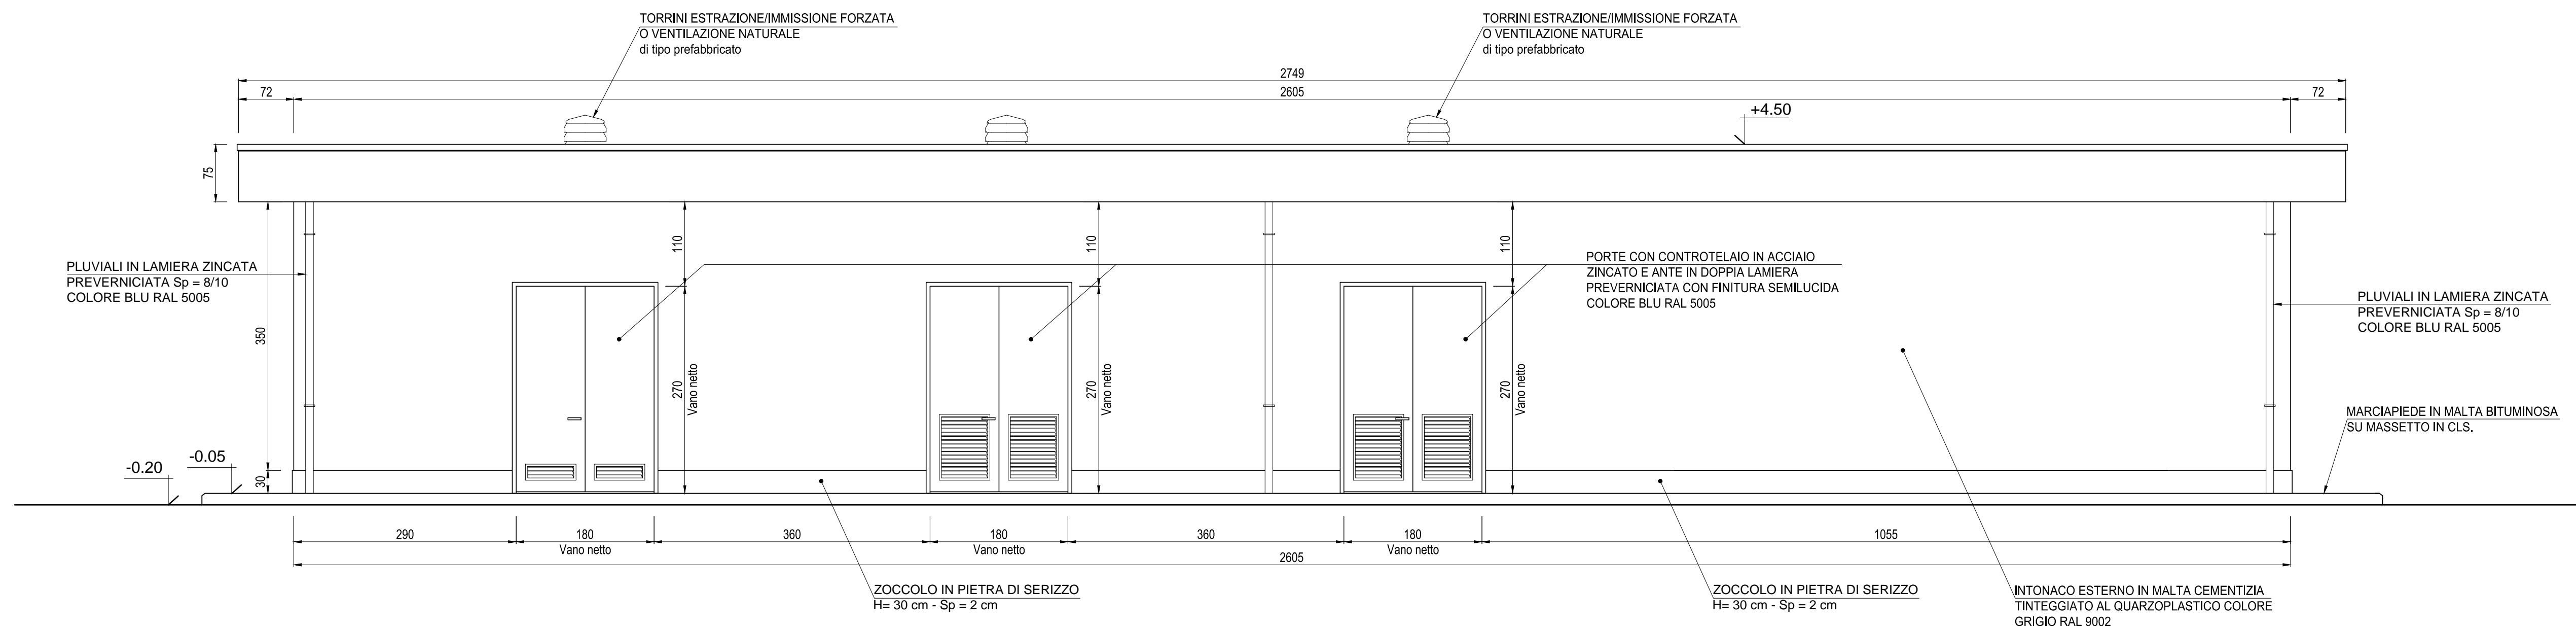 TORRINI ESTRAZIONE/IMMISSIONE FORZATA
O VENTILAZIONE NATURALE
di tipo prefabbricato
TORRINI ESTRAZIONE/IMMISSIONE FORZATA
O VENTILAZIONE NATURALE
di tipo prefabbricato
2749
72
2605
72
+4.50
75
110
110
110
PLUVIALI IN LAMIERA ZINCATA
PREVERNICIATA Sp = 8/10
COLORE BLU RAL 5005
PORTE CON CONTROTELAIO IN ACCIAIO
ZINCATO E ANTE IN DOPPIA LAMIERA
PREVERNICIATA CON FINITURA SEMILUCIDA
COLORE BLU RAL 5005
PLUVIALI IN LAMIERA ZINCATA
PREVERNICIATA Sp = 8/10
COLORE BLU RAL 5005
350
270
Vano netto
270
Vano netto
270
Vano netto
MARCIAPIEDE IN MALTA BITUMINOSA
SU MASSETTO IN CLS.
-0.20
-0.05
30
290
180
Vano netto
360
180
Vano netto
360
180
Vano netto
1055
2605
ZOCCOLO IN PIETRA DI SERIZZO
H= 30 cm - Sp = 2 cm
ZOCCOLO IN PIETRA DI SERIZZO
H= 30 cm - Sp = 2 cm
INTONACO ESTERNO IN MALTA CEMENTIZIA
TINTEGGIATO AL QUARZOPLASTICO COLORE
GRIGIO RAL 9002